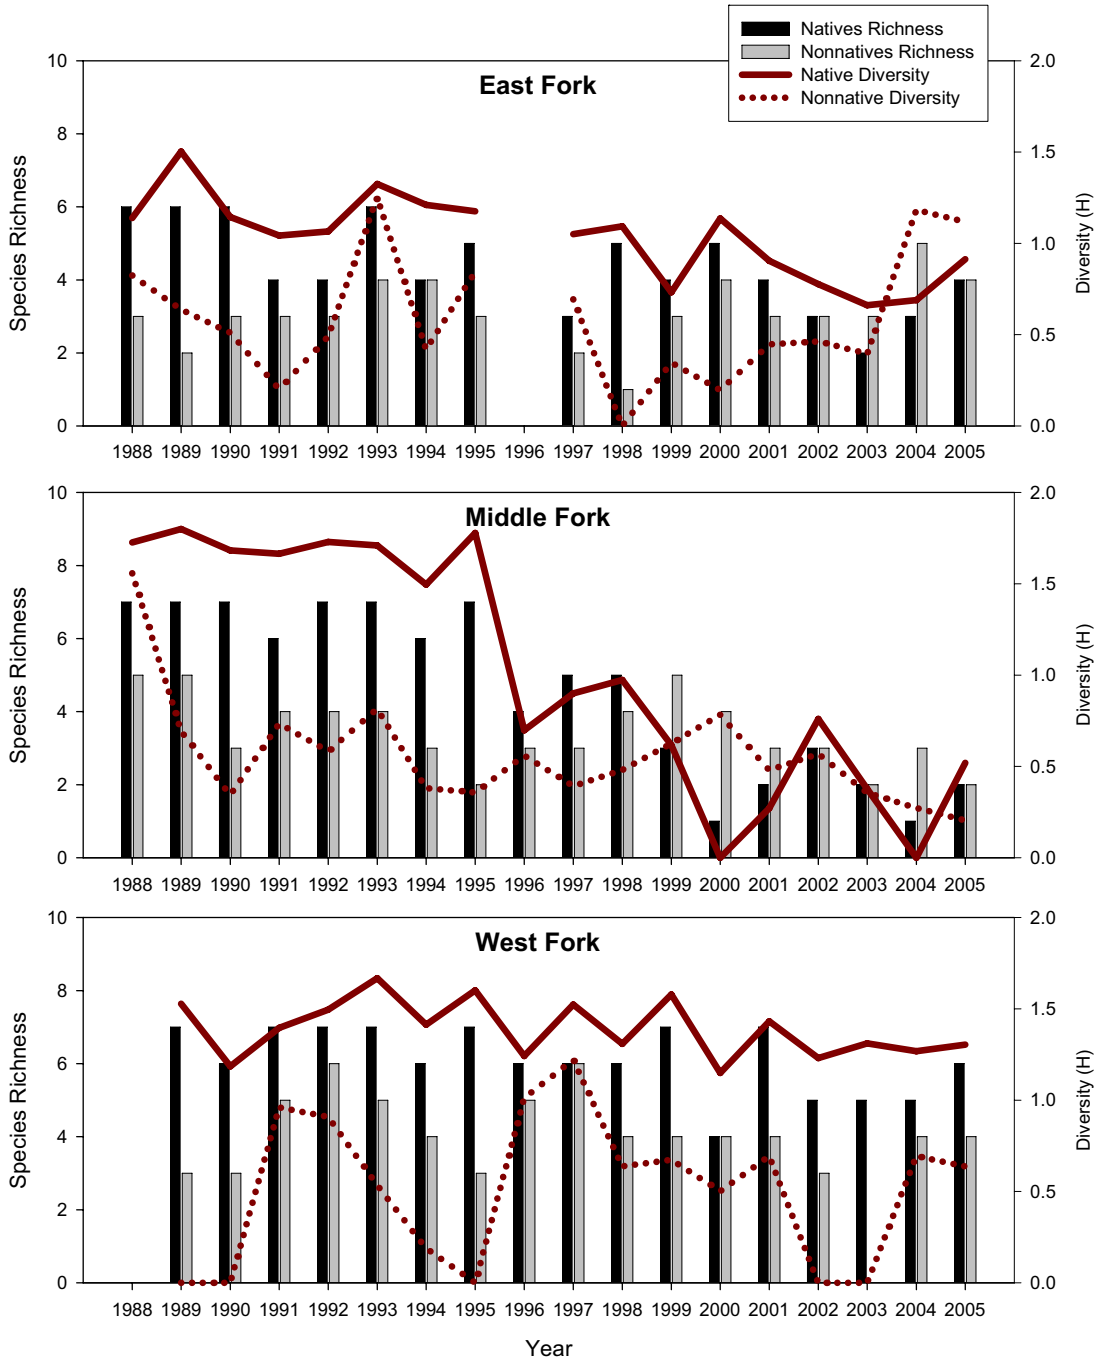 Natives Richness
Nonnatives Richness
Native Diversity
Nonnative Diversity
East Fork
10
8
6
4
2
0
Species Richness
2.0
1.5
1.0
0.5
0.0
Diversity (H)
1988 1989 1990 1991 1992 1993 1994 1995 1996 1997 1998 1999 2000 2001 2002 2003 2004 2005
Middle Fork
10
8
6
4
2
0
Species Richness
2.0
1.5
1.0
0.5
0.0
Diversity (H)
1988 1989 1990 1991 1992 1993 1994 1995 1996 1997 1998 1999 2000 2001 2002 2003 2004 2005
West Fork
10
8
6
4
2
0
Species Richness
2.0
1.5
1.0
0.5
0.0
Diversity (H)
1988 1989 1990 1991 1992 1993 1994 1995 1996 1997 1998 1999 2000 2001 2002 2003 2004 2005
Year